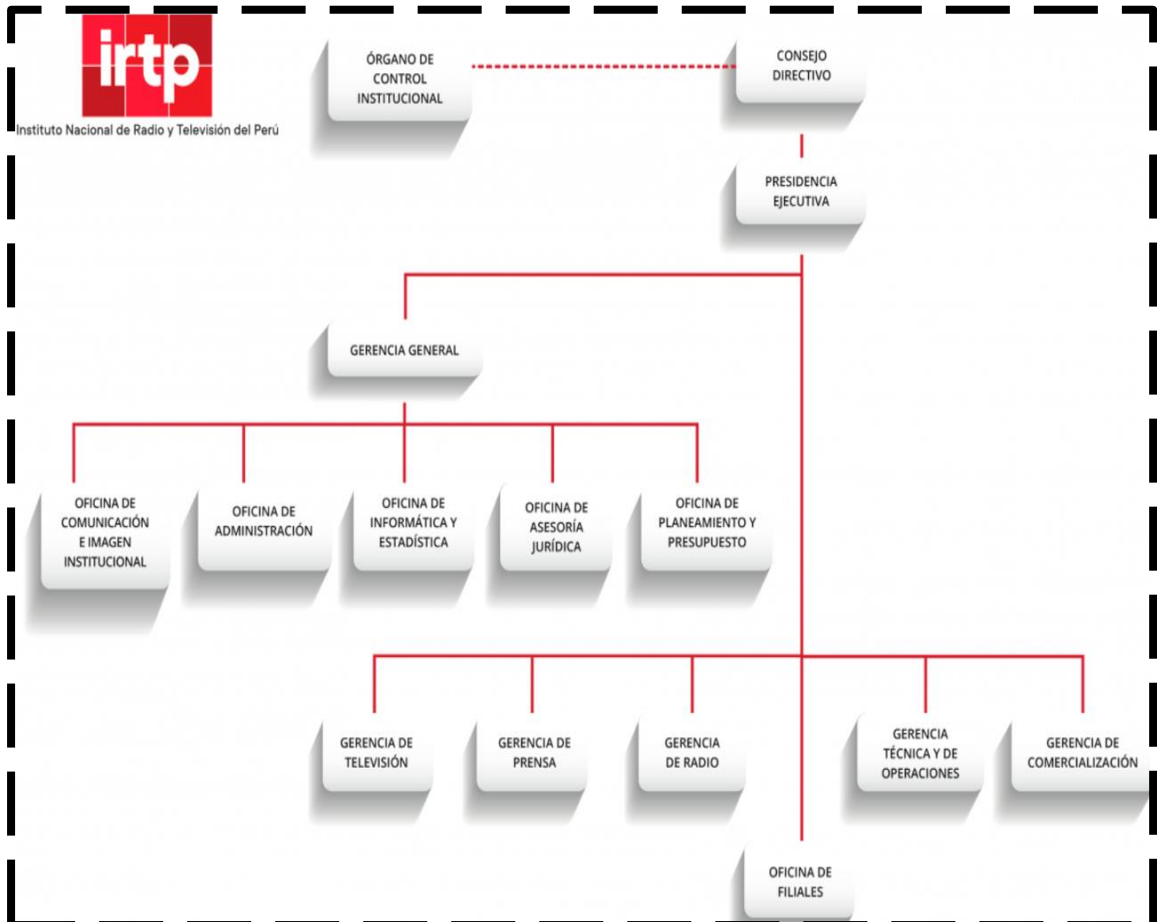 irtp
Instituto Nacional de Radio y Televisión del Perú
ÓRGANO DE
CONTROL
INSTITUCIONAL
CONSEJO
DIRECTIVO
PRESIDENCIA
EJECUTIVA
GERENCIA GENERAL
OFICINA DE
COMUNICACIÓN
E IMAGEN
INSTITUCIONAL
OFICINA DE
ADMINISTRACIÓN
OFICINA DE
INFORMÁTICA Y
ESTADÍSTICA
OFICINA DE
ASESORÍA
JURÍDICA
OFICINA DE
PLANEAMIENTO Y
PRESUPUESTO
GERENCIA DE
TELEVISIÓN
GERENCIA DE
PRENSA
GERENCIA
DE RADIO
GERENCIA
TÉCNICA Y DE
OPERACIONES
GERENCIA DE
COMERCIALIZACIÓN
OFICINA DE
FILIALES